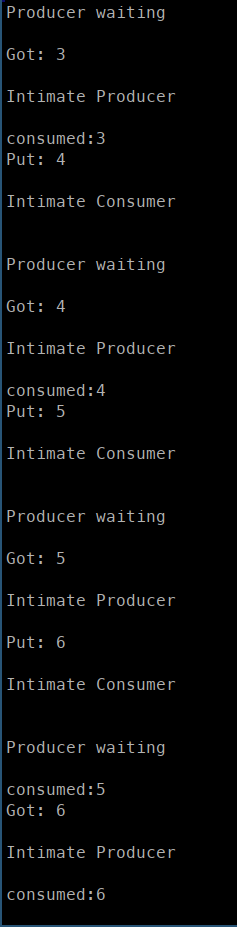 Producer waiting
Got: 3
Intimate Producer
consumed:3
Put: 4
Intimate Consumer
Producer waiting
Got: 4
Intimate Producer
consumed:4
Put: 5
Intimate Consumer
Producer waiting
Got: 5
Intimate Producer
Put: 6
Intimate Consumer
Producer waiting
consumed:5
Got: 6
Intimate Producer
consumed:6